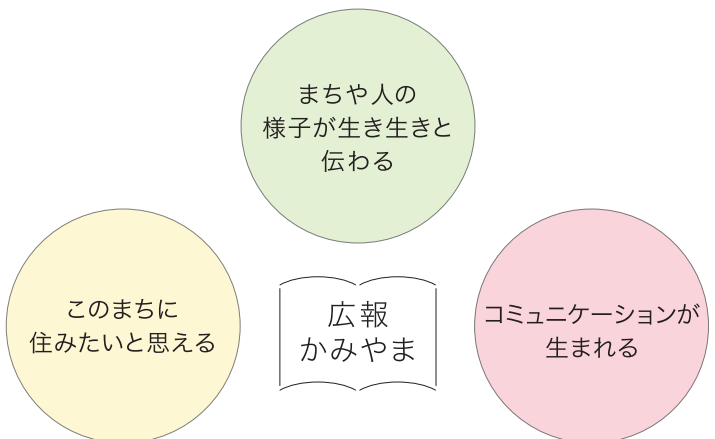 まちや人の
様子が生き生きと
伝わる
このまちに
住みたいと思える
広報
かみやま
コミュニケーションが
生まれる